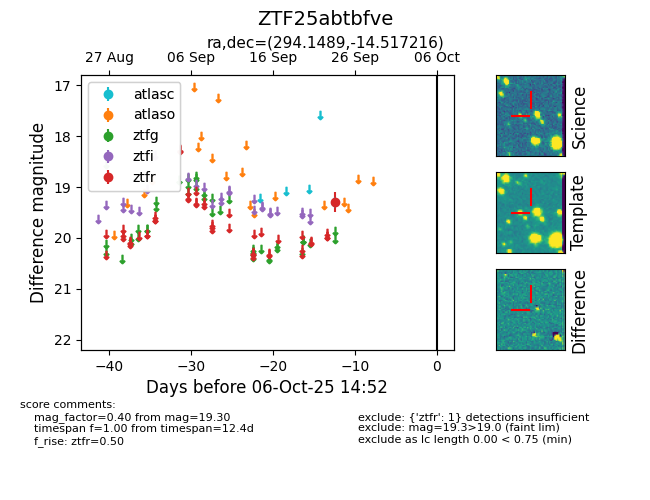 ZTF25abtbfve
ra,dec=(294.1489,-14.517216)
27 Aug 06 Sep 16 Sep 26 Sep 06 Oct
atlasc
atlaso
ztfg
ztfi
ztfr
17
18
19
20
21
22
Difference magnitude
−40 −30 −20 −10 0
Days before 06-Oct-25 14:52
Science
Template
Difference
score comments:
mag_factor=0.40 from mag=19.30
timespan f=1.00 from timespan=12.4d
f_rise: ztfr=0.50
exclude: {'ztfr': 1} detections insufficient
exclude: mag=19.3>19.0 (faint lim)
exclude as lc length 0.00 < 0.75 (min)